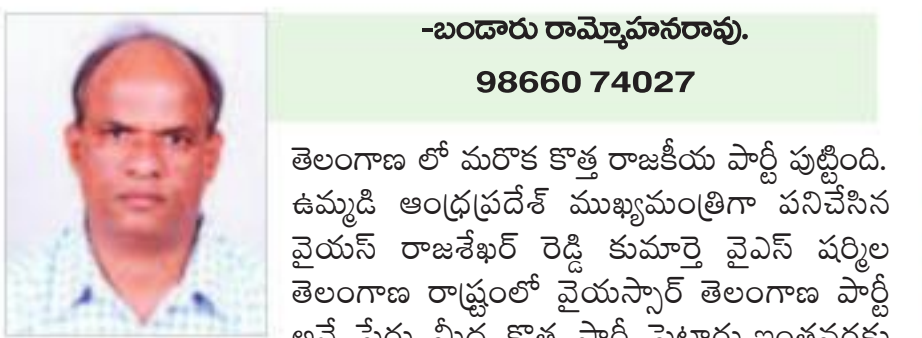 -బండారు రామ్మోహనరావు.
98660 74027
తెలంగాణ లో మరొక కొత్త రాజకీయ పార్టీ పుట్టింది.
ఉమ్మడి ఆంధ్రప్రదేశ్ ముఖ్యమంత్రిగా పనిచేసిన
వైయస్ రాజశేఖర్ రెడ్డి కుమార్తె వైఎస్ షర్మిల
తెలంగాణ రాష్ట్రంలో వైయస్సార్ తెలంగాణ పార్టీ